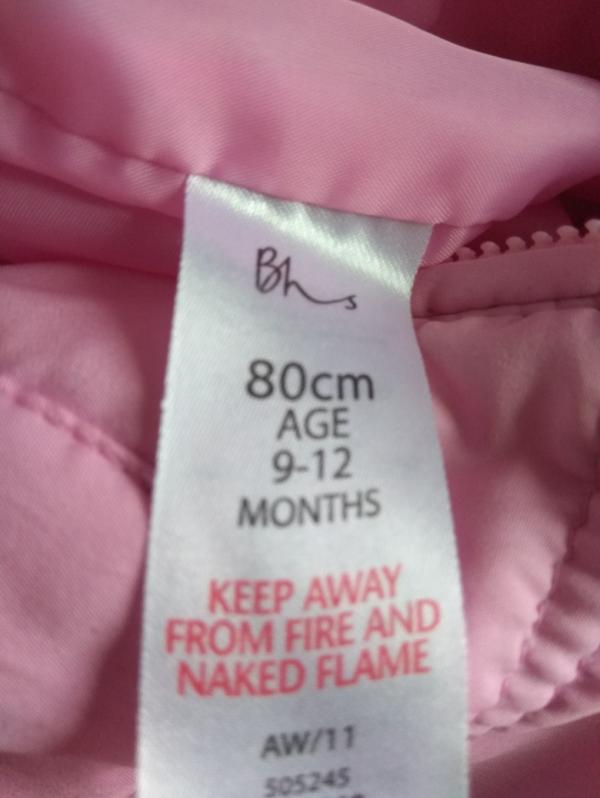 Bhs
80cm
AGE
9-12
MONTHS
KEEP AWAY
FROM FIRE AND
NAKED FLAME
AW/11
505245